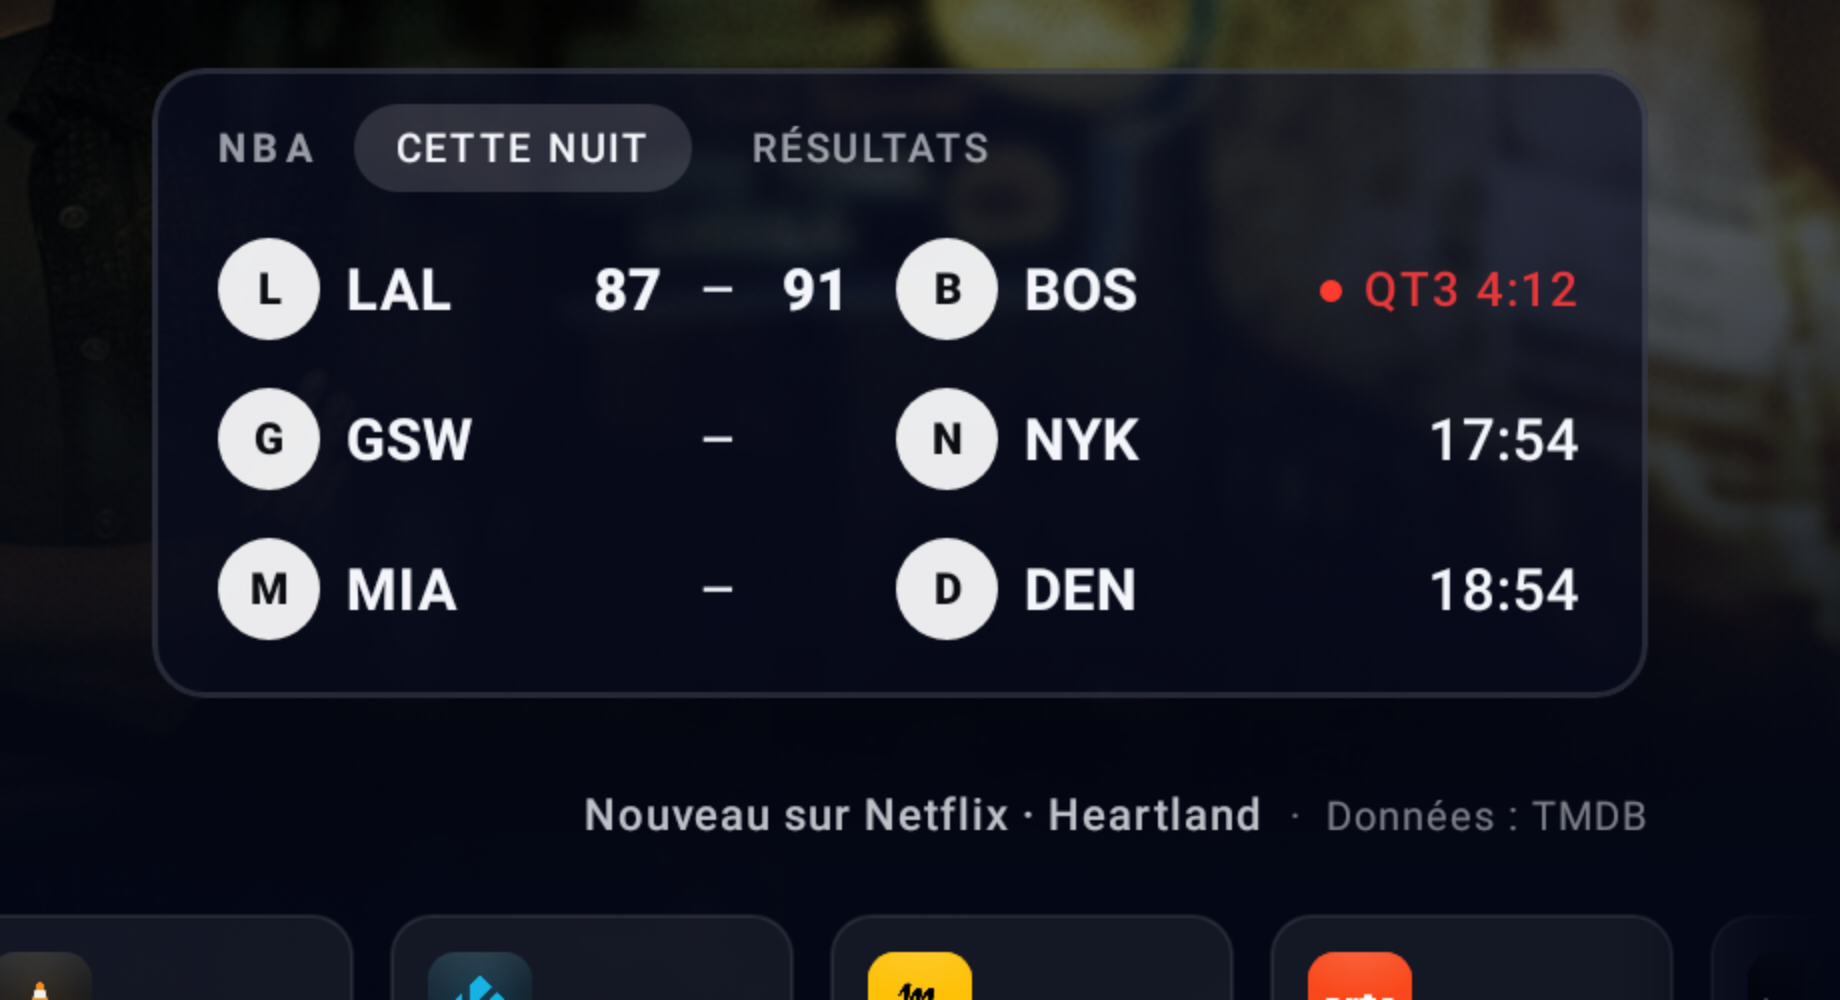 NBA CETTE NUIT RÉSULTATS
L LAL 87 – 91 B BOS • QT3 4:12
G GSW – N NYK 17:54
M MIA – D DEN 18:54
Nouveau sur Netflix · Heartland · Données : TMDB